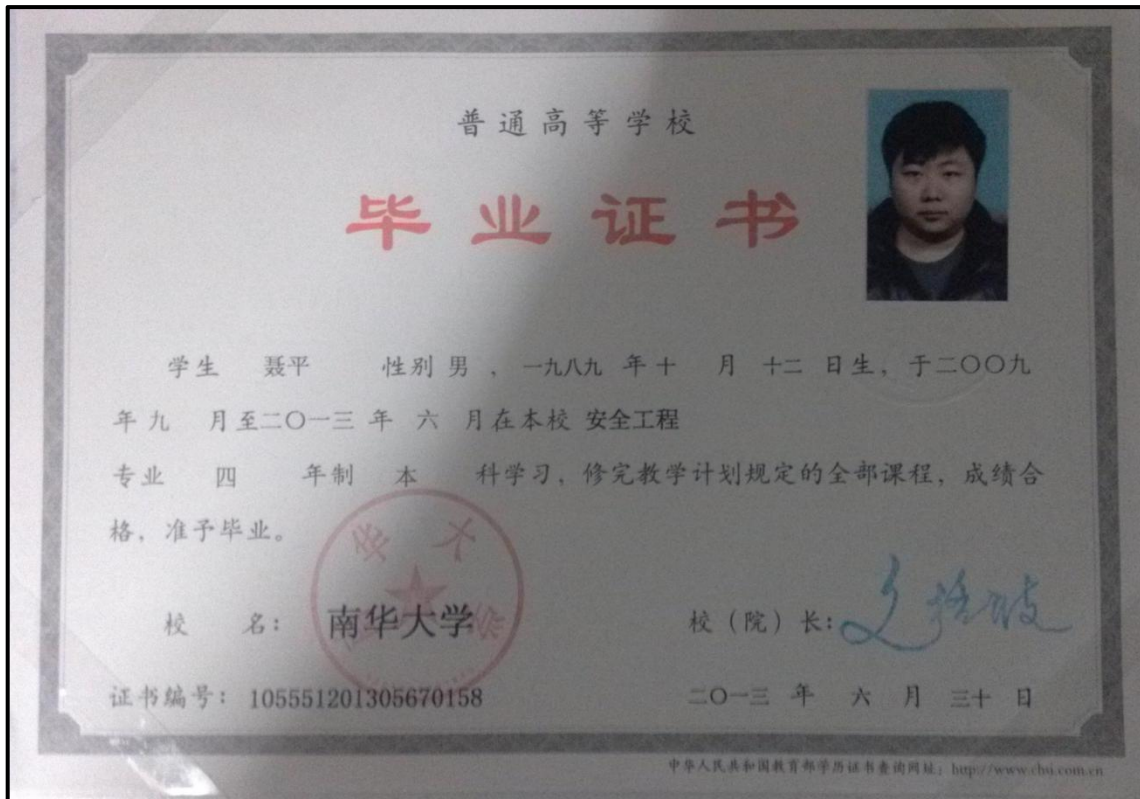 普通高等学校
毕业证书
学生 聂平 性别 男 ，一九八九 年 十 月 十二 日生，于二〇〇九
年 九 月至二〇一三 年 六 月在本校 安全工程
专业 四 年制 本 科学习，修完教学计划规定的全部课程，成绩合
格，准予毕业。
校 名： 南华大学 校（院）长：
证书编号：105551201305670158 二〇一三 年 六 月 三十 日
中华人民共和国教育部学历证书查询网址：http://www.chsi.com.cn